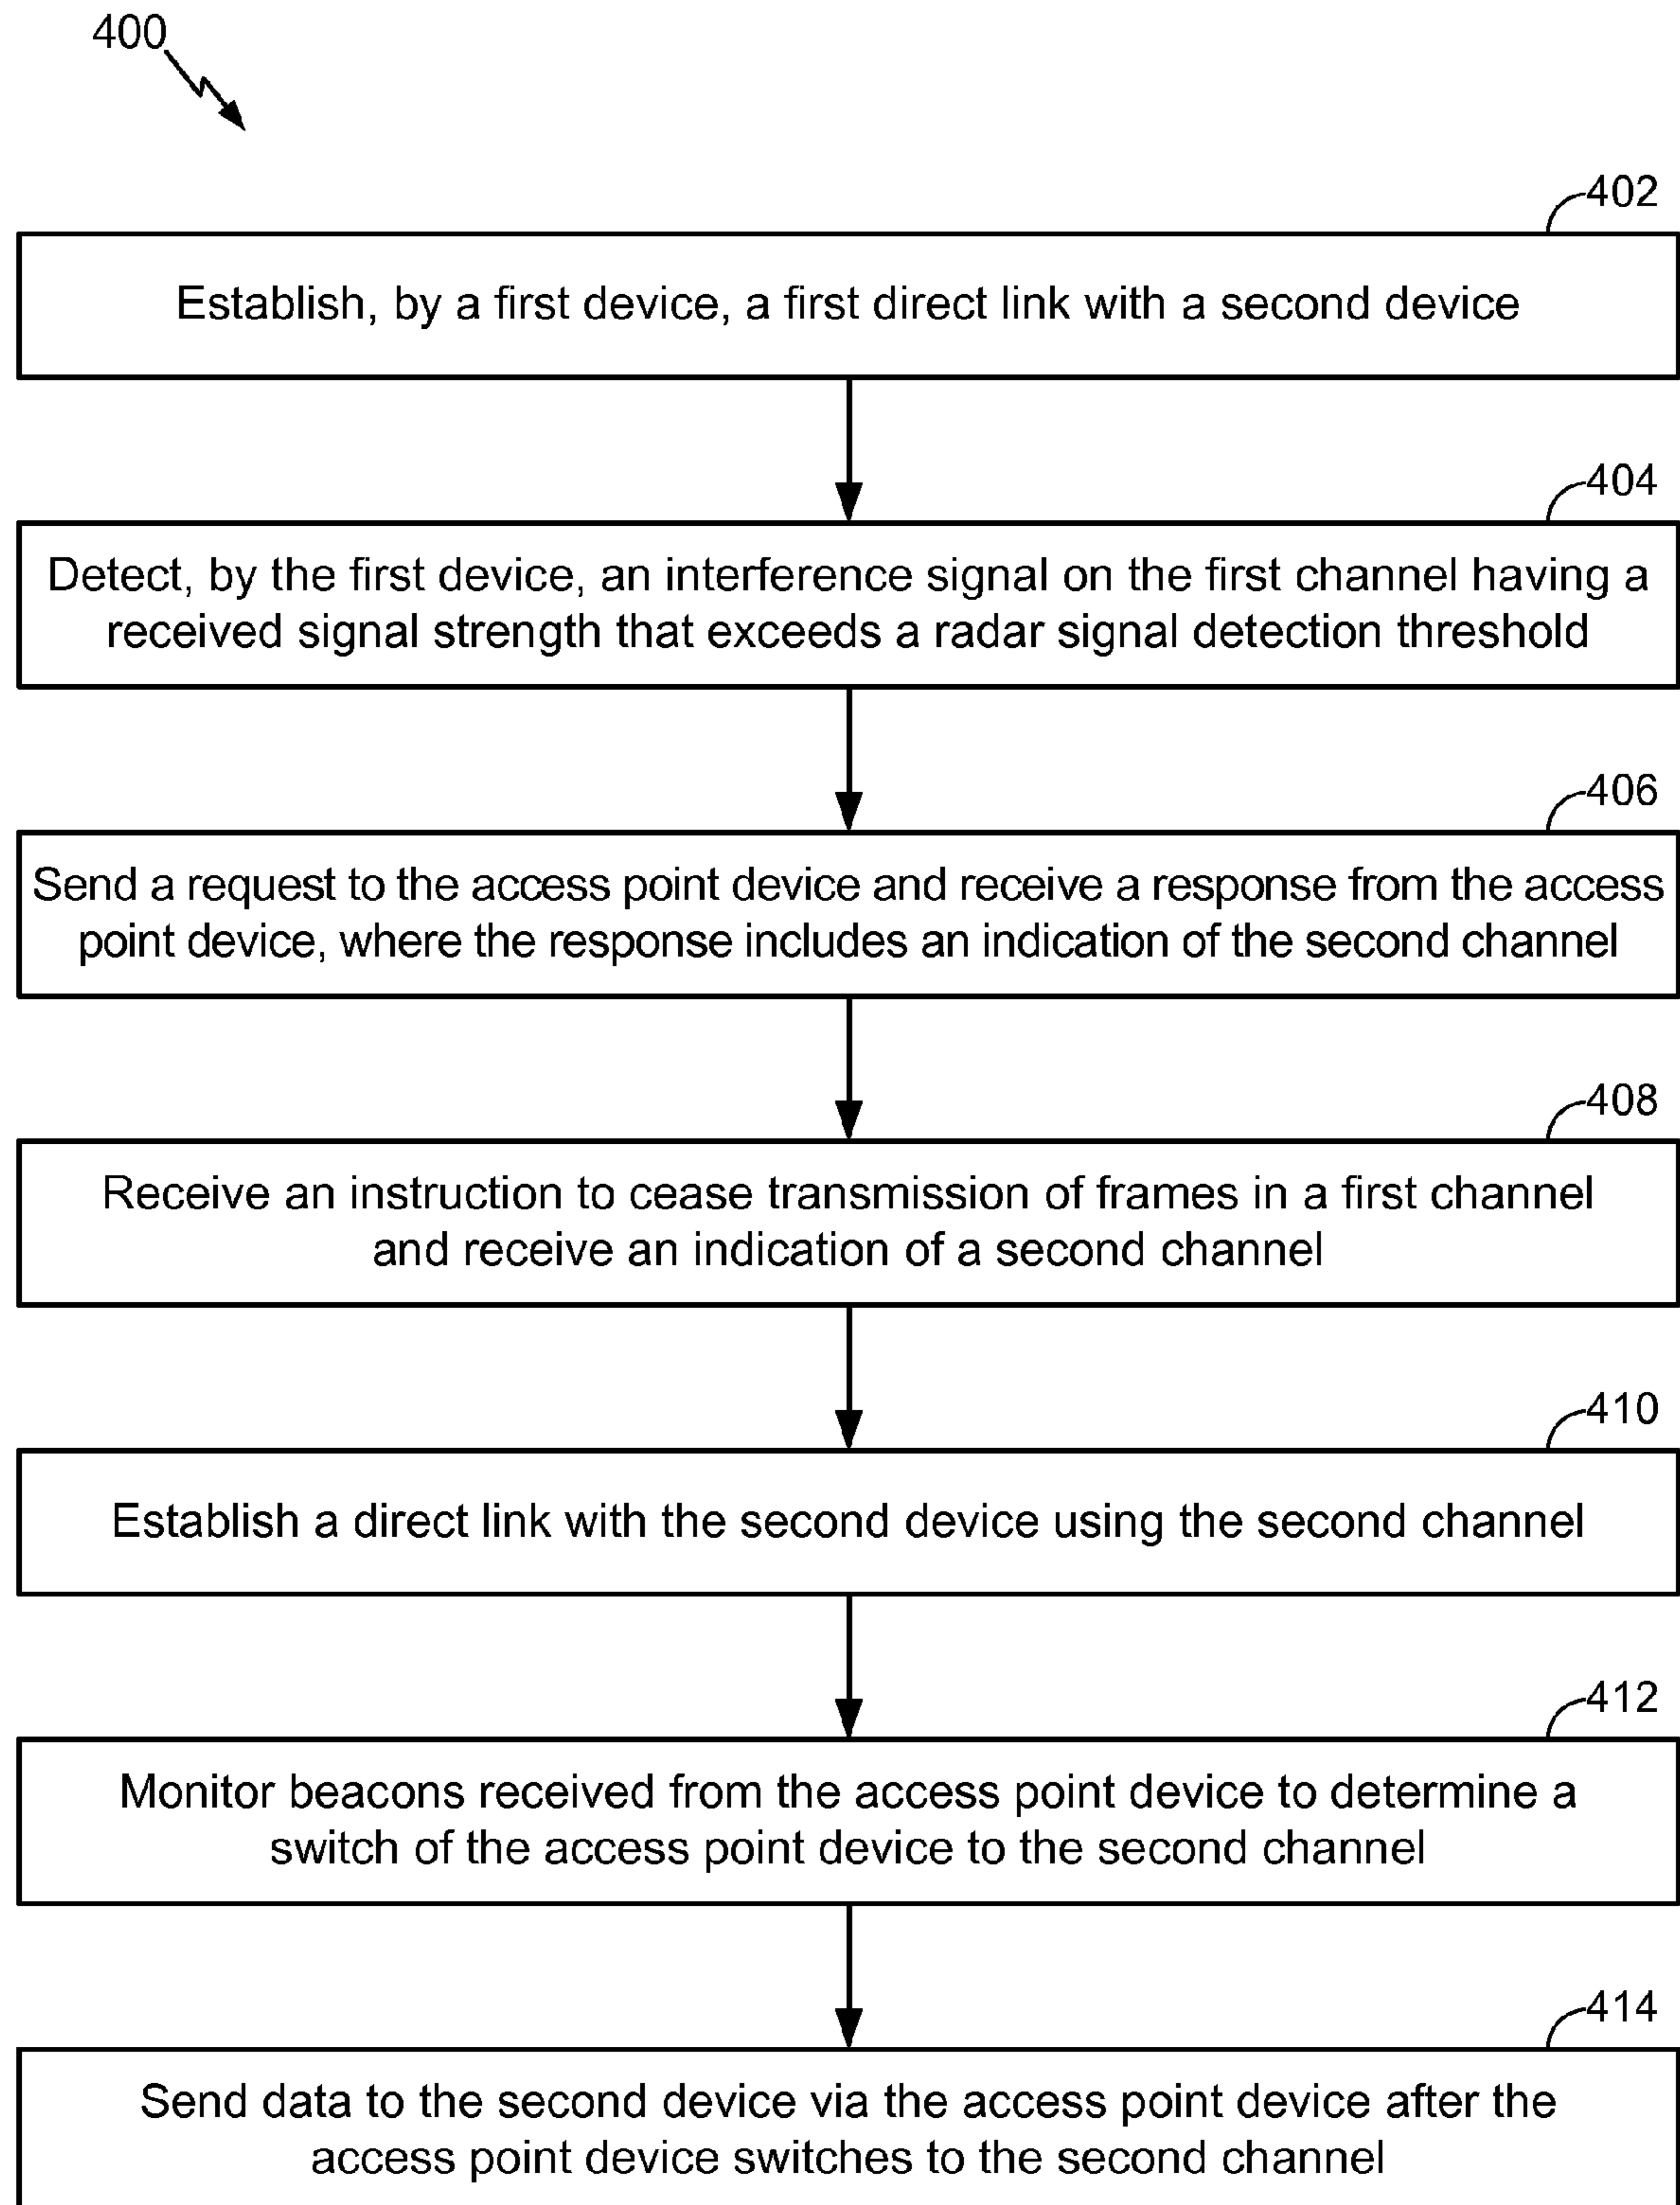 400
402
Establish, by a first device, a first direct link with a second device
404
Detect, by the first device, an interference signal on the first channel having a
received signal strength that exceeds a radar signal detection threshold
406
Send a request to the access point device and receive a response from the access
point device, where the response includes an indication of the second channel
408
Receive an instruction to cease transmission of frames in a first channel
and receive an indication of a second channel
410
Establish a direct link with the second device using the second channel
412
Monitor beacons received from the access point device to determine a
switch of the access point device to the second channel
414
Send data to the second device via the access point device after the
access point device switches to the second channel